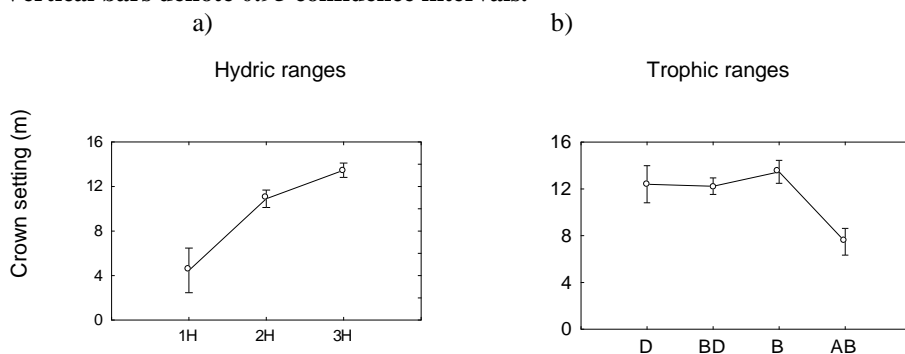 Vertical bars denote 0.95 confidence intervals.
a) b)
Hydric ranges Trophic ranges
Crown setting (m)
16
12
8
4
0
1H 2H 3H
16
12
8
4
0
D BD B AB